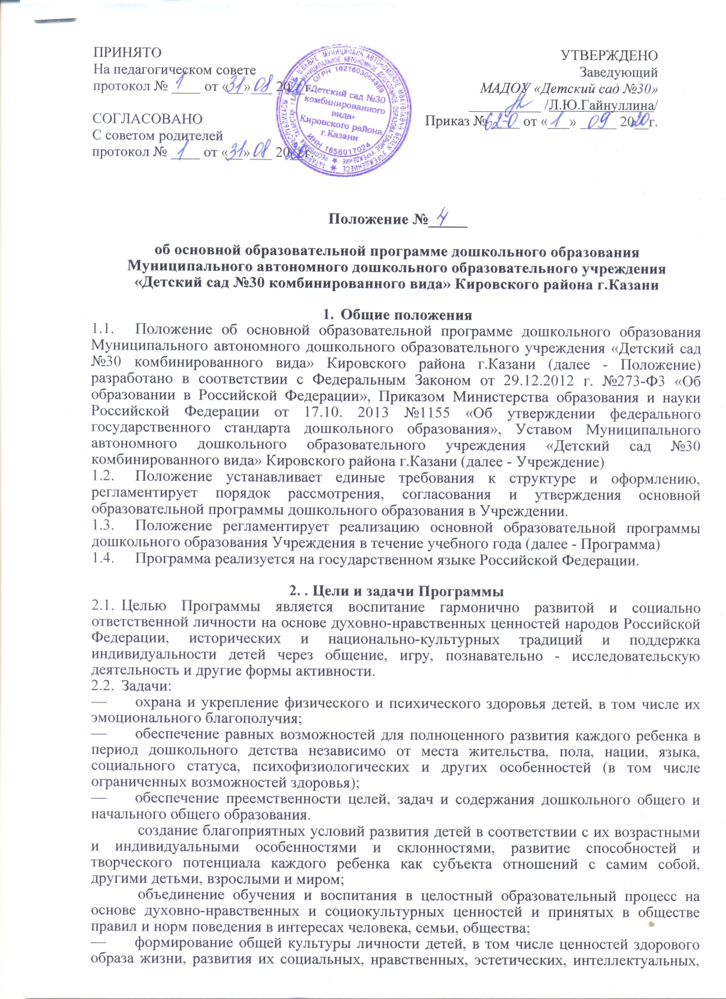 ПРИНЯТО
На педагогическом совете
протокол № 1 от «31» 08 2020г.
СОГЛАСОВАНО
С советом родителей
протокол № 1 от «31» 08 2020г.
ОГРН 1021603064889
«Детский сад №30
комбинированного
вида»
Кировского района
г.Казани
ИНН 1656017024
УТВЕРЖДЕНО
Заведующий
МАДОУ «Детский сад №30»
/Л.Ю.Гайнуллина/
Приказ № 62-0 от «1» 09 2020г.
Положение № 4
об основной образовательной программе дошкольного образования
Муниципального автономного дошкольного образовательного учреждения
«Детский сад №30 комбинированного вида» Кировского района г.Казани
1. Общие положения
1.1. Положение об основной образовательной программе дошкольного образования
Муниципального автономного дошкольного образовательного учреждения «Детский сад
№30 комбинированного вида» Кировского района г.Казани (далее - Положение)
разработано в соответствии с Федеральным Законом от 29.12.2012 г. №273-ФЗ «Об
образовании в Российской Федерации», Приказом Министерства образования и науки
Российской Федерации от 17.10. 2013 №1155 «Об утверждении федерального
государственного стандарта дошкольного образования», Уставом Муниципального
автономного дошкольного образовательного учреждения «Детский сад №30
комбинированного вида» Кировского района г.Казани (далее - Учреждение)
1.2. Положение устанавливает единые требования к структуре и оформлению,
регламентирует порядок рассмотрения, согласования и утверждения основной
образовательной программы дошкольного образования в Учреждении.
1.3. Положение регламентирует реализацию основной образовательной программы
дошкольного образования Учреждения в течение учебного года (далее - Программа)
1.4. Программа реализуется на государственном языке Российской Федерации.
2. . Цели и задачи Программы
2.1. Целью Программы является воспитание гармонично развитой и социально
ответственной личности на основе духовно-нравственных ценностей народов Российской
Федерации, исторических и национально-культурных традиций и поддержка
индивидуальности детей через общение, игру, познавательно - исследовательскую
деятельность и другие формы активности.
2.2. Задачи:
— охрана и укрепление физического и психического здоровья детей, в том числе их
эмоционального благополучия;
— обеспечение равных возможностей для полноценного развития каждого ребенка в
период дошкольного детства независимо от места жительства, пола, нации, языка,
социального статуса, психофизиологических и других особенностей (в том числе
ограниченных возможностей здоровья);
— обеспечение преемственности целей, задач и содержания дошкольного общего и
начального общего образования.
создание благоприятных условий развития детей в соответствии с их возрастными
и индивидуальными особенностями и склонностями, развитие способностей и
творческого потенциала каждого ребенка как субъекта отношений с самим собой,
другими детьми, взрослыми и миром;
объединение обучения и воспитания в целостный образовательный процесс на
основе духовно-нравственных и социокультурных ценностей и принятых в обществе
правил и норм поведения в интересах человека, семьи, общества;
— формирование общей культуры личности детей, в том числе ценностей здорового
образа жизни, развития их социальных, нравственных, эстетических, интеллектуальных,